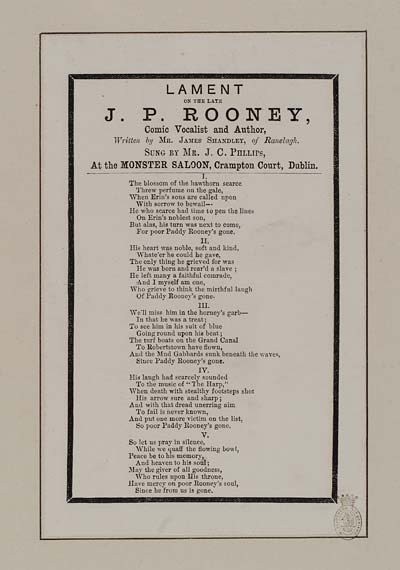 LAMENT
ON THE LATE
J. P. ROONEY,
Comic Vocalist and Author,
Written by MR. JAMES SHANDLEY, of Ranelagh.
SUNG BY MR. J. C. PHLLIPS,
At the MONSTER SALOON, Crampton Court, Dublin.
I.
The blossom of the hawthorn scarce
Threw perfume on the gale,
When Erin's sons are called upon
With sorrow to bewail—
He who scarce had time to pen the lines
On Erin's noblest son,
But alas, his turn was next to come,
For poor Paddy Rooney's gone.
II.
His heart was noble, soft and kind,
Whate'er he could he gave,
The only thing he grieved for was
He was born and rear'd a slave ;
He left many a faithful comrade,
And I myself am one,
Who grieve to think the mirthful laugh
Of Paddy Rooney's gone.
III.
We'll miss him in the horney's garb—
In that he was a treat;
To see him in his suit of blue
Going round upon his beat;
The turf boats on the Grand Canal
To Robertstown have flown,
And the Mud Gabbards sunk beneath the waves,
Since Paddy Rooney's gone.
IV.
His laugh had scarcely sounded
To the music of "The Harp,"
When death with stealthy footsteps shot
His arrow sure and sharp;
And with that dread unerring aim
To fail is never known,
And put one more victim on the list,
So poor Paddy Rooney's gone.
V.
So let us pray in silence,
While we quaff the flowing bowl,
Peace be to his memory,
And heaven to his soul;
May the giver of all goodness,
Who rules upon His throne,
Have mercy on poor Rooney's soul,
Since he from us is gone.